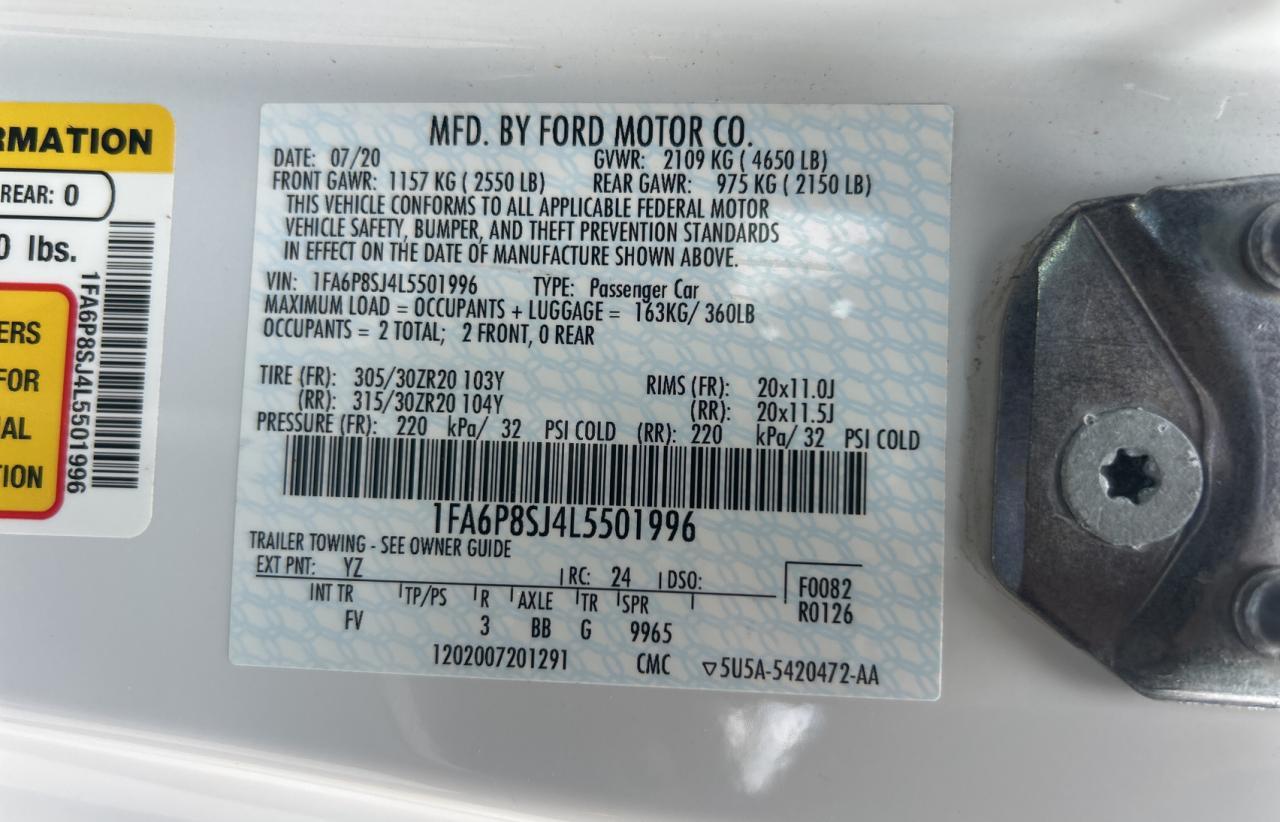 RMATION
REAR: 0
0 lbs.
ERS
FOR
AL
TION
1FA6P8SJ4L5501996
MFD. BY FORD MOTOR CO.
DATE: 07/20 GVWR: 2109 KG ( 4650 LB)
FRONT GAWR: 1157 KG ( 2550 LB) REAR GAWR: 975 KG ( 2150 LB)
THIS VEHICLE CONFORMS TO ALL APPLICABLE FEDERAL MOTOR
VEHICLE SAFETY, BUMPER, AND THEFT PREVENTION STANDARDS
IN EFFECT ON THE DATE OF MANUFACTURE SHOWN ABOVE.
VIN: 1FA6P8SJ4L5501996 TYPE: Passenger Car
MAXIMUM LOAD = OCCUPANTS + LUGGAGE = 163KG/ 360LB
OCCUPANTS = 2 TOTAL; 2 FRONT, 0 REAR
TIRE (FR): 305/30ZR20 103Y RIMS (FR): 20x11.0J
(RR): 315/30ZR20 104Y (RR): 20x11.5J
PRESSURE (FR): 220 kPa/ 32 PSI COLD (RR): 220 kPa/ 32 PSI COLD
1FA6P8SJ4L5501996
TRAILER TOWING - SEE OWNER GUIDE
EXT PNT: YZ RC: 24 DSO: F0082
INT TR TP/PS R AXLE TR SPR R0126
FV 3 BB G 9965
1202007201291 CMC ▽5U5A-5420472-AA